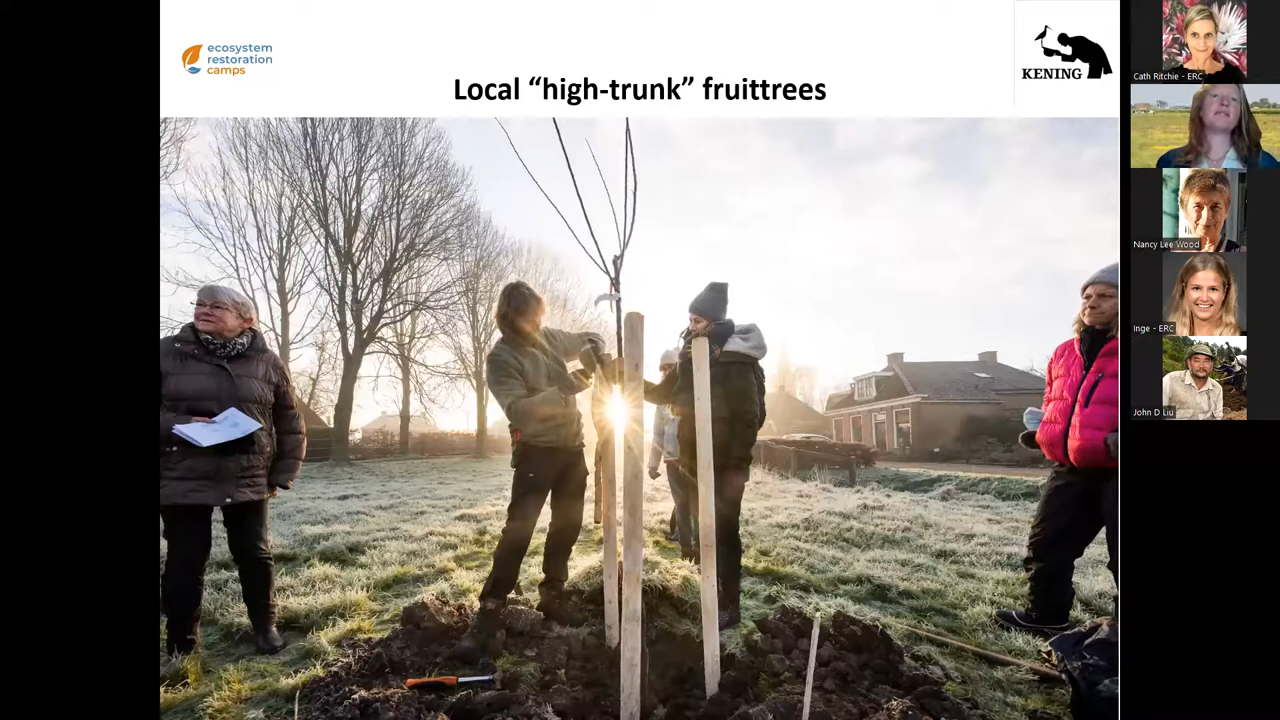 ecosystem
restoration
camps
KENING
Local “high-trunk” fruittrees
Cath Ritchie - ERC
Nancy Lee Wood
Inge - ERC
John D Liu